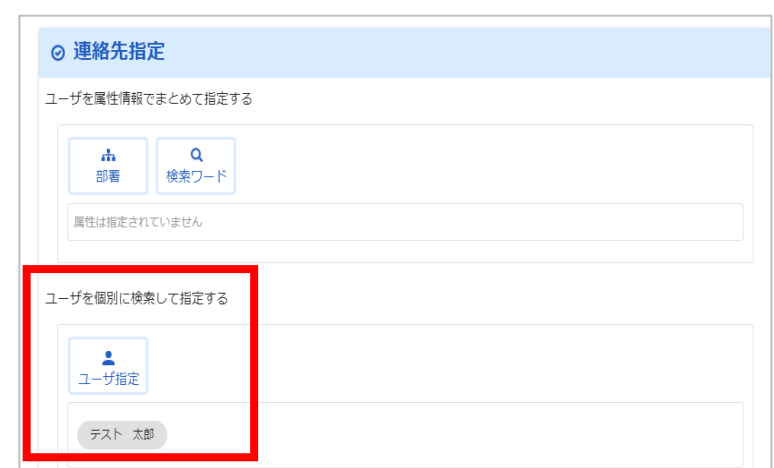 連絡先指定
ユーザを属性情報でまとめて指定する
部署
検索ワード
属性は指定されていません
ユーザを個別に検索して指定する
ユーザ指定
テスト　太郎